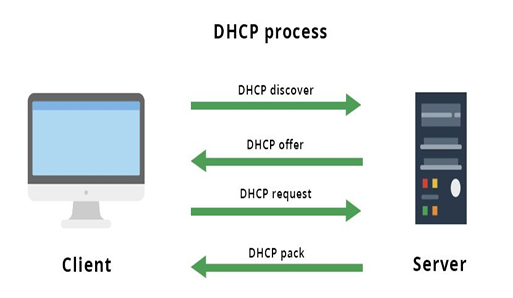 DHCP process
DHCP discover
DHCP offer
DHCP request
DHCP pack
Client
Server